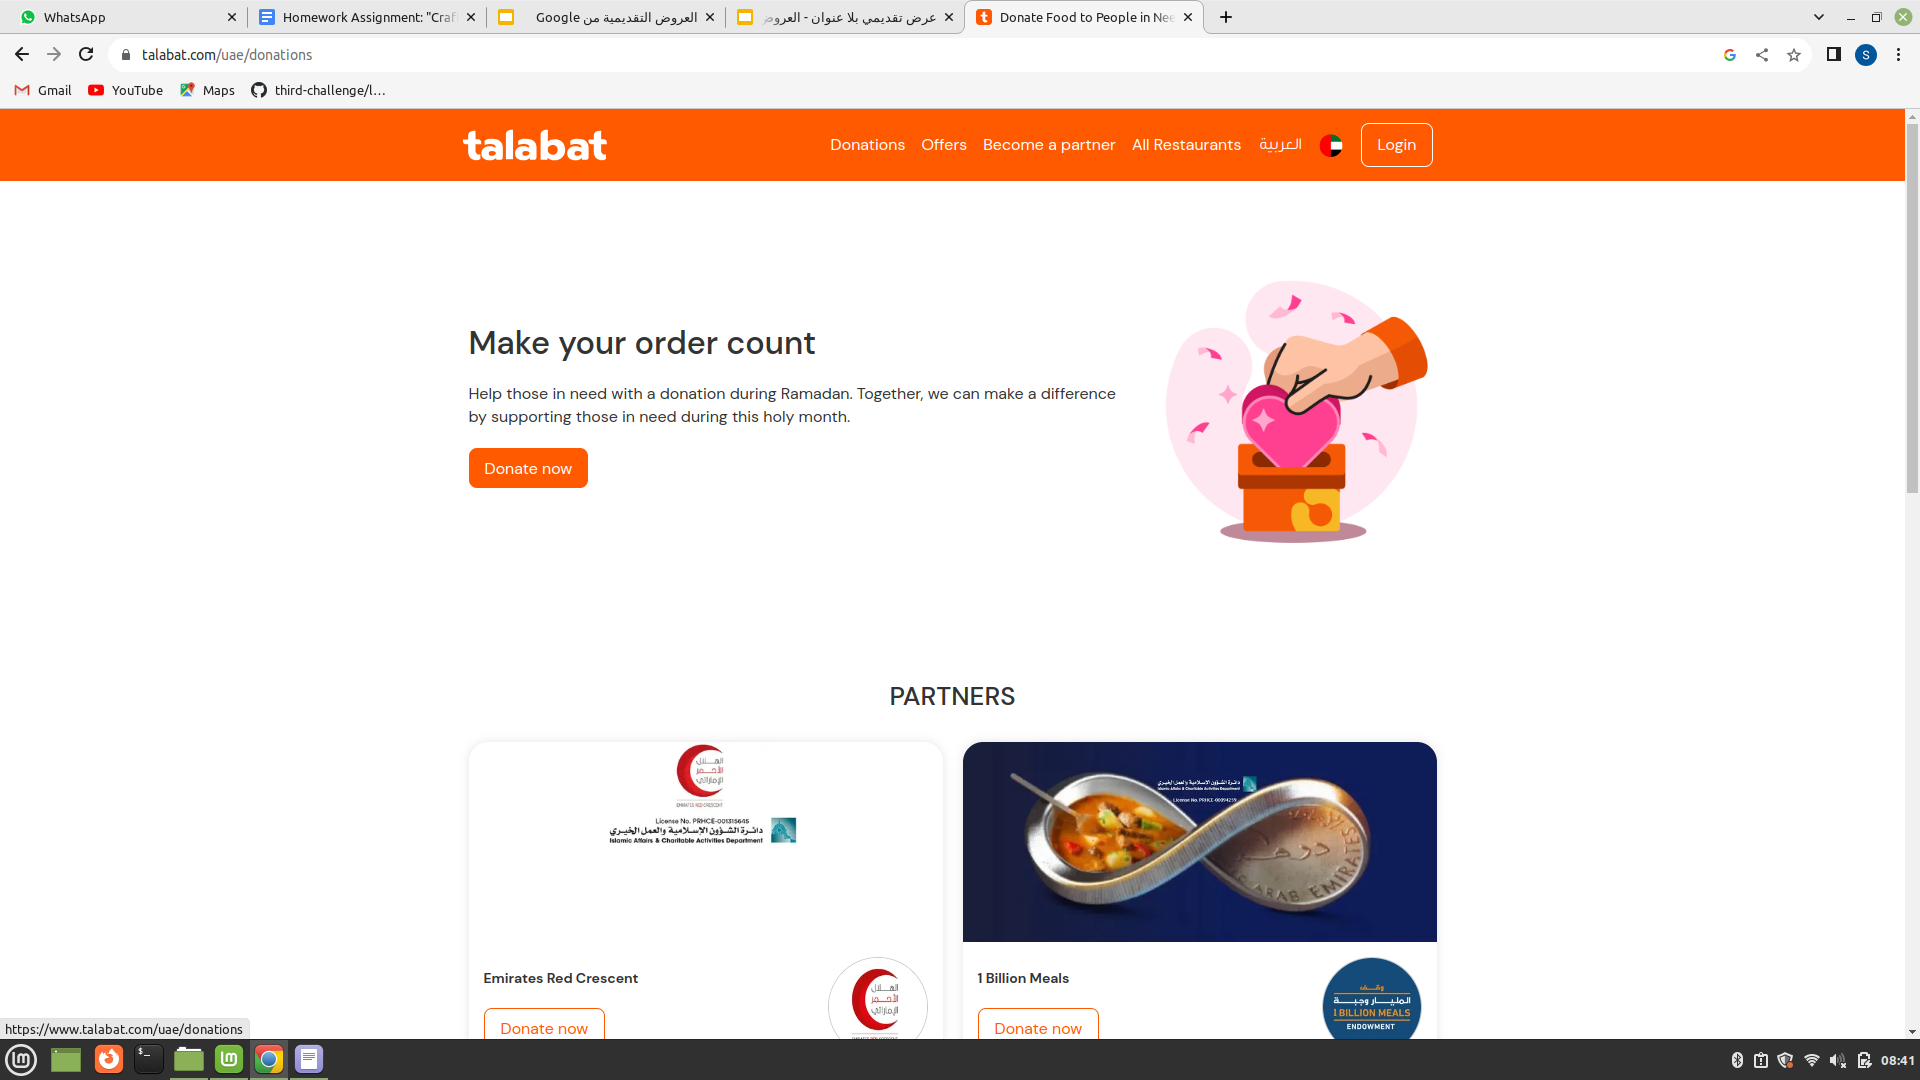 WhatsApp
Homework Assignment: "Craf
العروض التقديمية من Google
عرض تقديمي بلا عنوان - العروض
Donate Food to People in Nee
talabat.com/uae/donations
S
Gmail
YouTube
Maps
third-challenge/l...
talabat
Donations
Offers
Become a partner
All Restaurants
العربية
Login
Make your order count
Help those in need with a donation during Ramadan. Together, we can make a difference
by supporting those in need during this holy month.
Donate now
PARTNERS
الهلال
الأحمر
الإماراتي
EMIRATES RED CRESCENT
License No. PRHCE-001315645
دائرة الشؤون الإسلامية والعمل الخيري
Islamic Affairs & Charitable Activities Department
دائرة الشؤون الإسلامية والعمل الخيري
Islamic Affairs & Charitable Activities Department
License No. PRHCE-00394239
درهم
ARAB EMIRATES
Emirates Red Crescent
الهلال
الأحمر
الإماراتي
Donate now
1 Billion Meals
وقف
المليار وجبة
1 BILLION MEALS
ENDOWMENT
Donate now
https://www.talabat.com/uae/donations
08:41